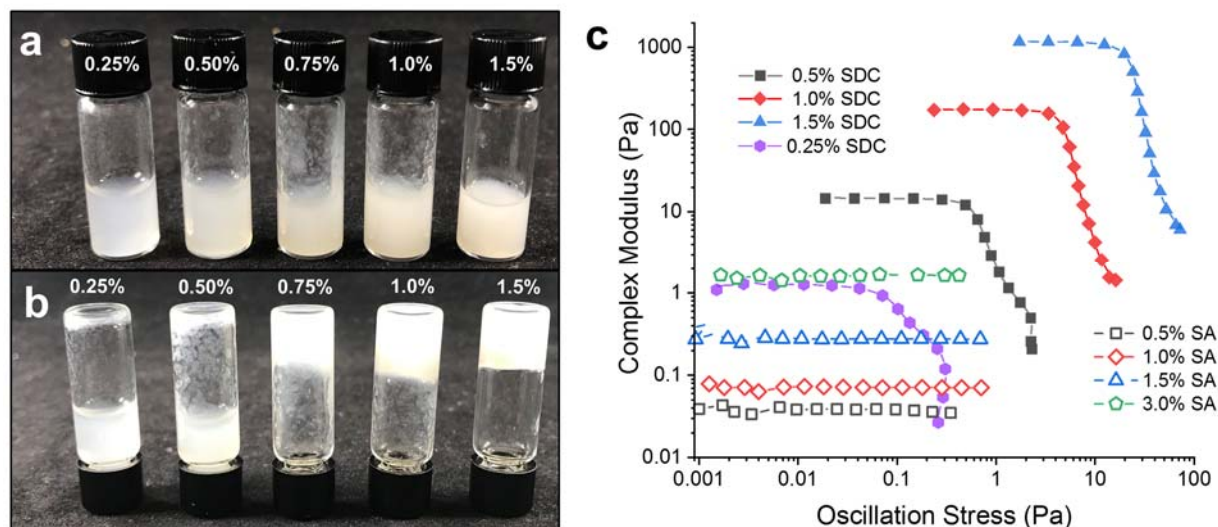 a
0.25% 0.50% 0.75% 1.0% 1.5%
b
0.25% 0.50% 0.75% 1.0% 1.5%
c
Complex Modulus (Pa)
1000
100
10
1
0.1
0.01
0.5% SDC
1.0% SDC
1.5% SDC
0.25% SDC
0.5% SA
1.0% SA
1.5% SA
3.0% SA
0.001 0.01 0.1 1 10 100
Oscillation Stress (Pa)